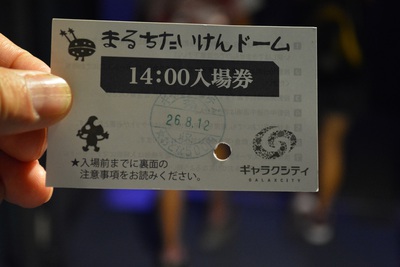 まるちたいけんドーム
14:00入場券
26.8.12
★入場前までに裏面の
注意事項をお読みください。
ギャラクシティ
GALAXCITY